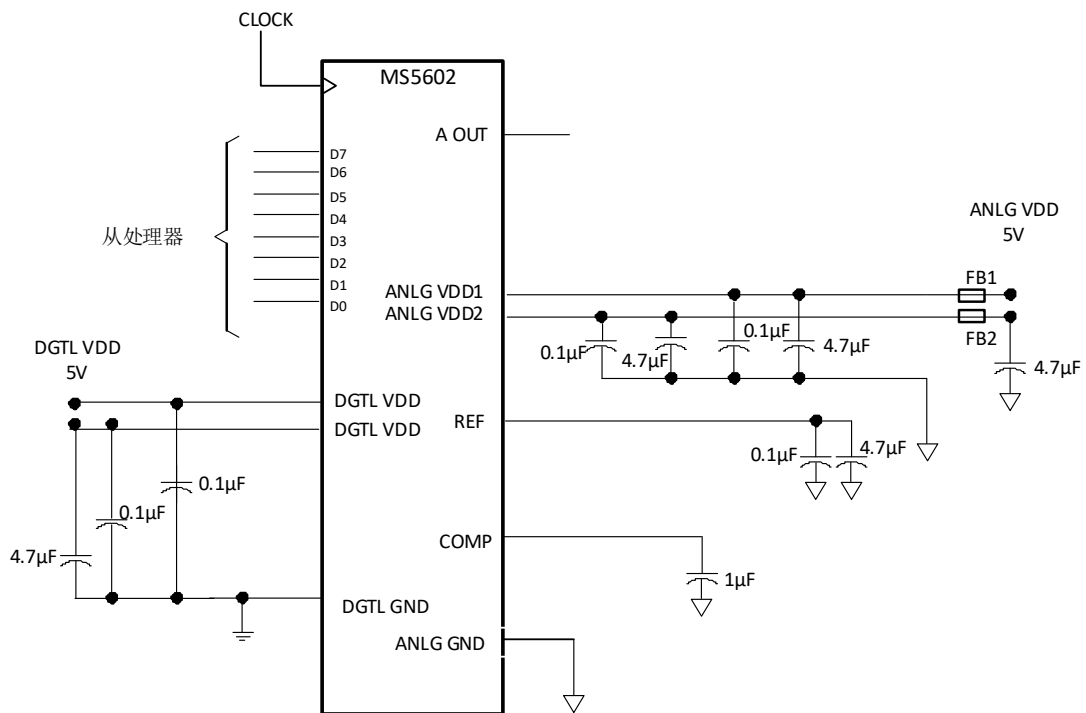 CLOCK
MS5602
A OUT
D7
D6
D5
D4
D3
D2
D1
D0
从处理器
ANLG VDD
5V
FB1
ANLG VDD1
ANLG VDD2
FB2
0.1µF
4.7µF
0.1µF
4.7µF
4.7µF
DGTL VDD
5V
DGTL VDD
DGTL VDD
REF
0.1µF
4.7µF
0.1µF
0.1µF
4.7µF
COMP
1µF
DGTL GND
ANLG GND